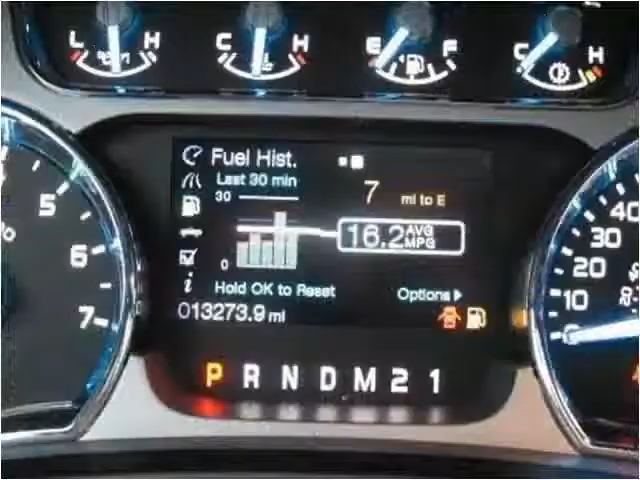 L H C H E F C H
Fuel Hist.
Last 30 min
30
7 mi to E
16.2 AVG MPG
0
Hold OK to Reset
Options
013273.9 mi
P R N D M 2 1
5
6
7
40
30
20
10
0